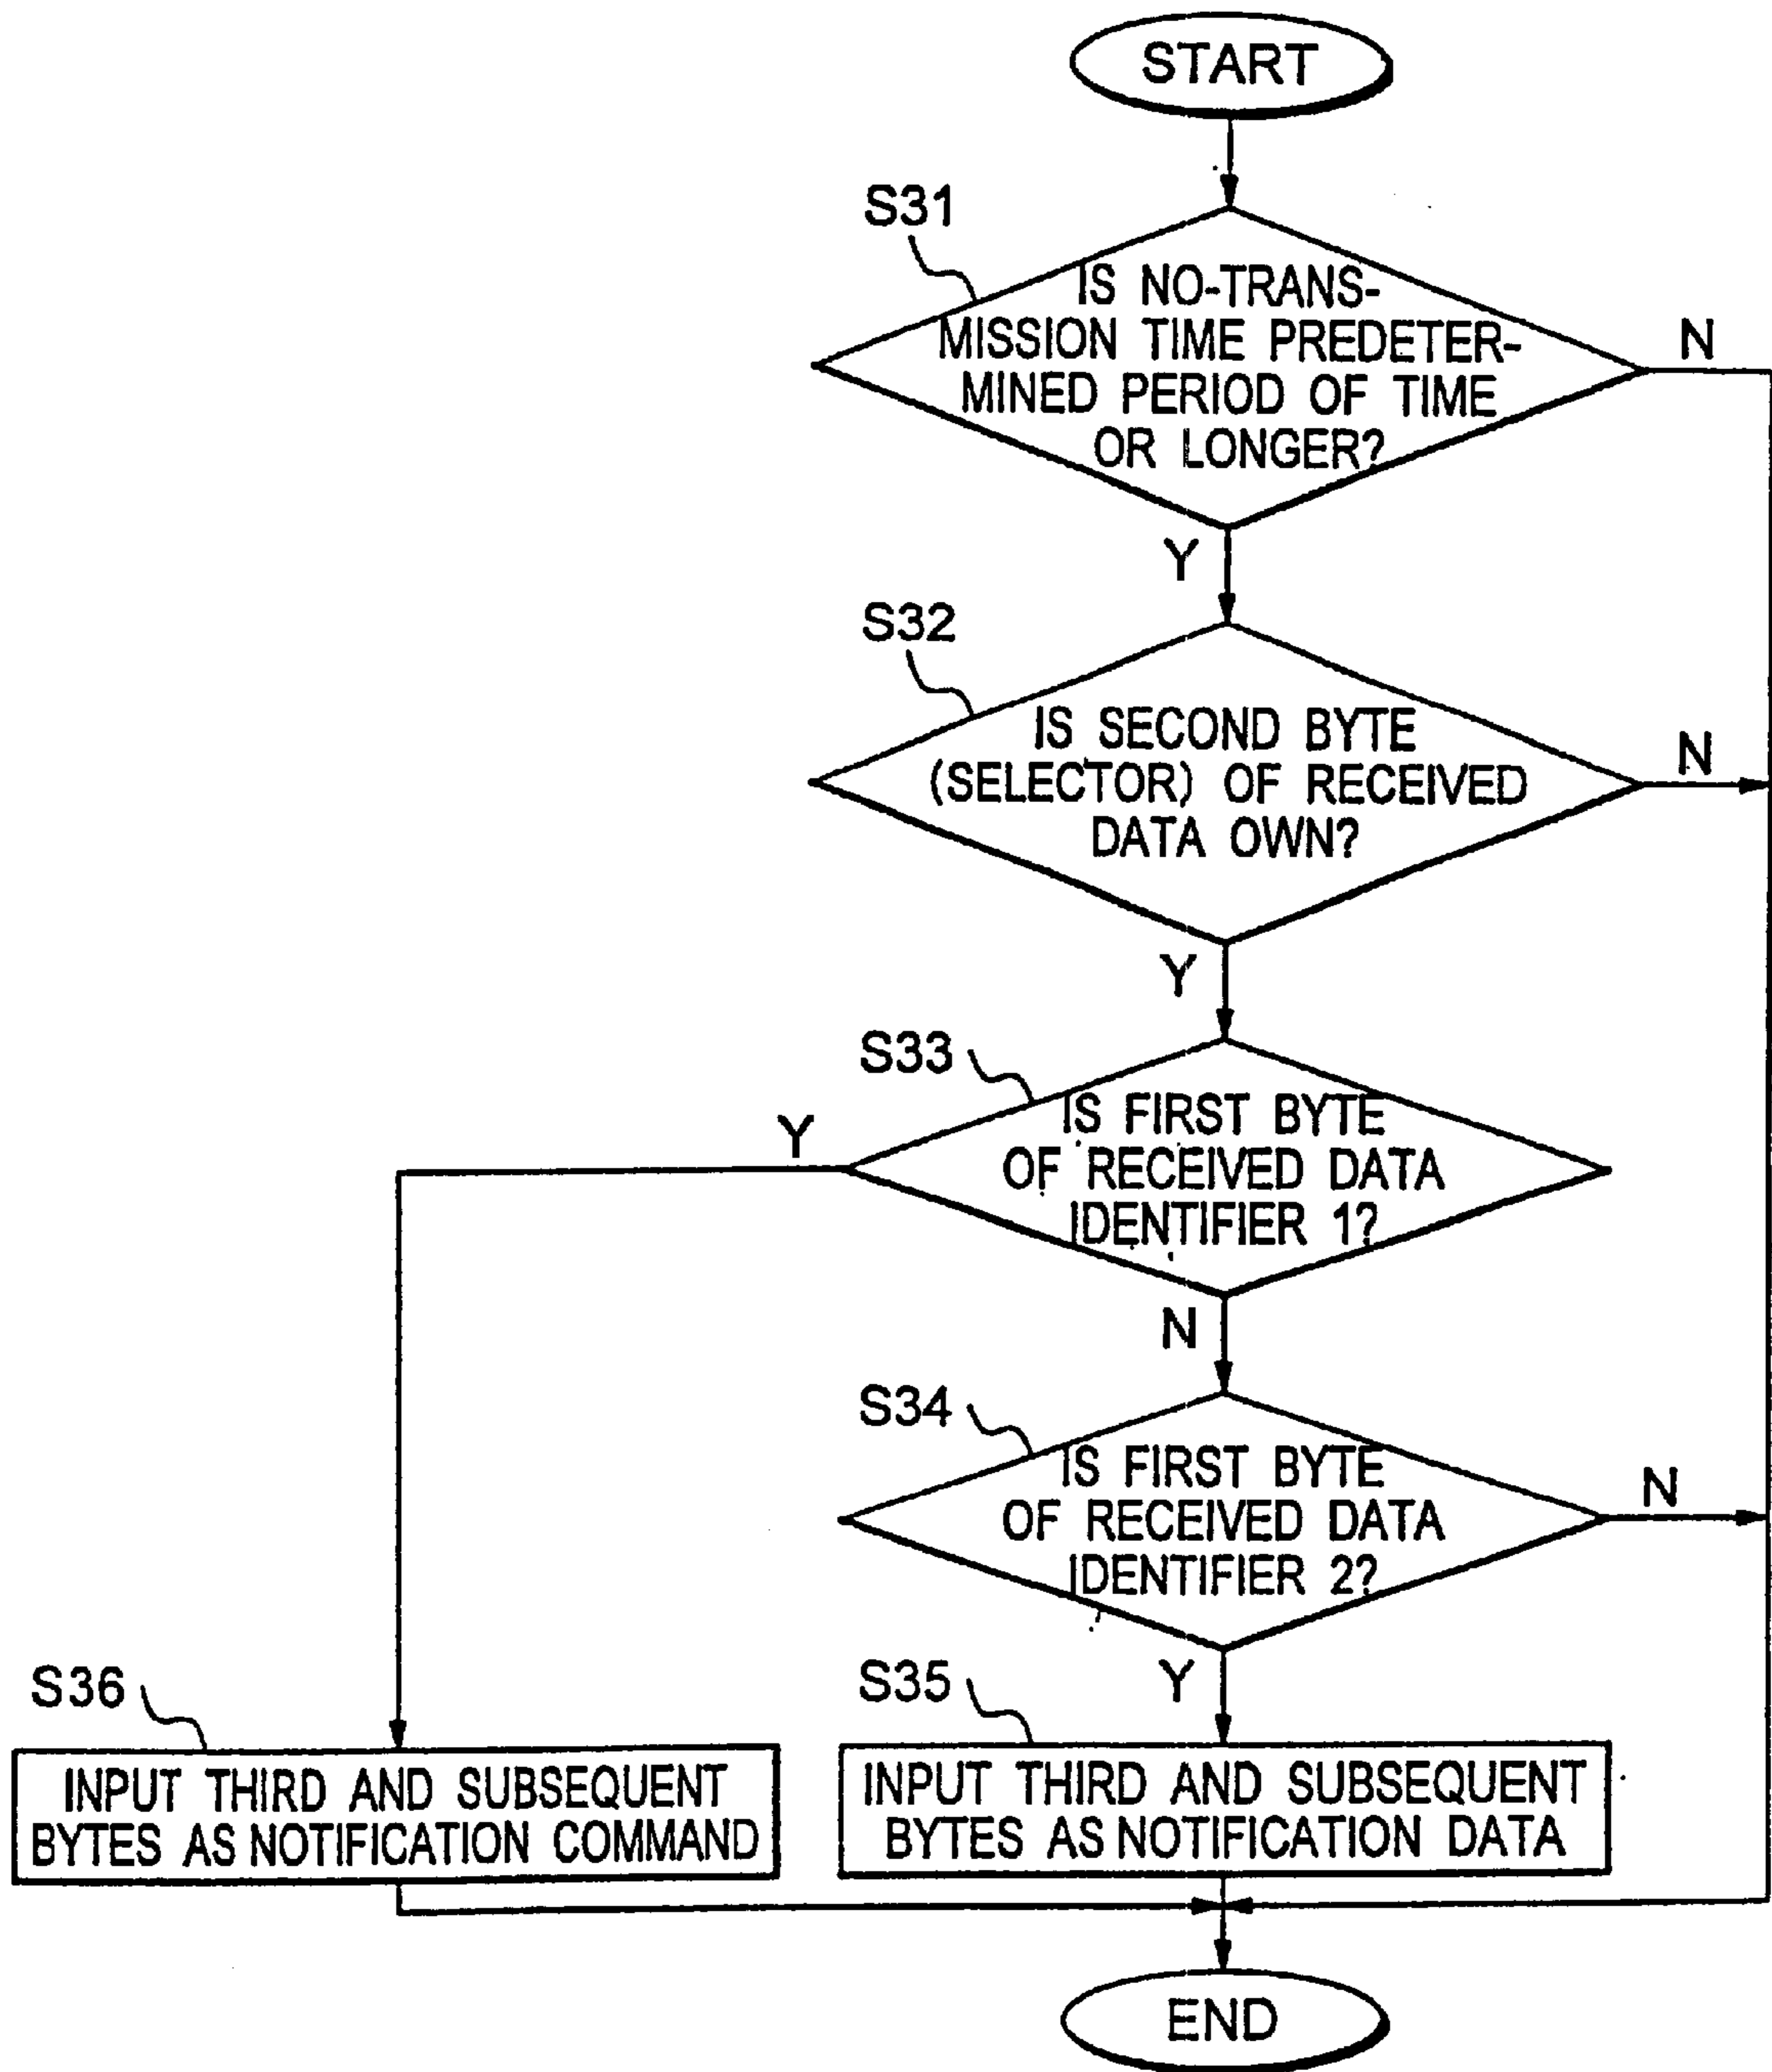 START
S31
IS NO-TRANS-
MISSION TIME PREDETER-
MINED PERIOD OF TIME
OR LONGER?
N
Y
S32
IS SECOND BYTE
(SELECTOR) OF RECEIVED
DATA OWN?
N
Y
S33
IS FIRST BYTE
OF RECEIVED DATA
IDENTIFIER 1?
Y
N
S34
IS FIRST BYTE
OF RECEIVED DATA
IDENTIFIER 2?
N
Y
S36
INPUT THIRD AND SUBSEQUENT
BYTES AS NOTIFICATION COMMAND
S35
INPUT THIRD AND SUBSEQUENT
BYTES AS NOTIFICATION DATA
END